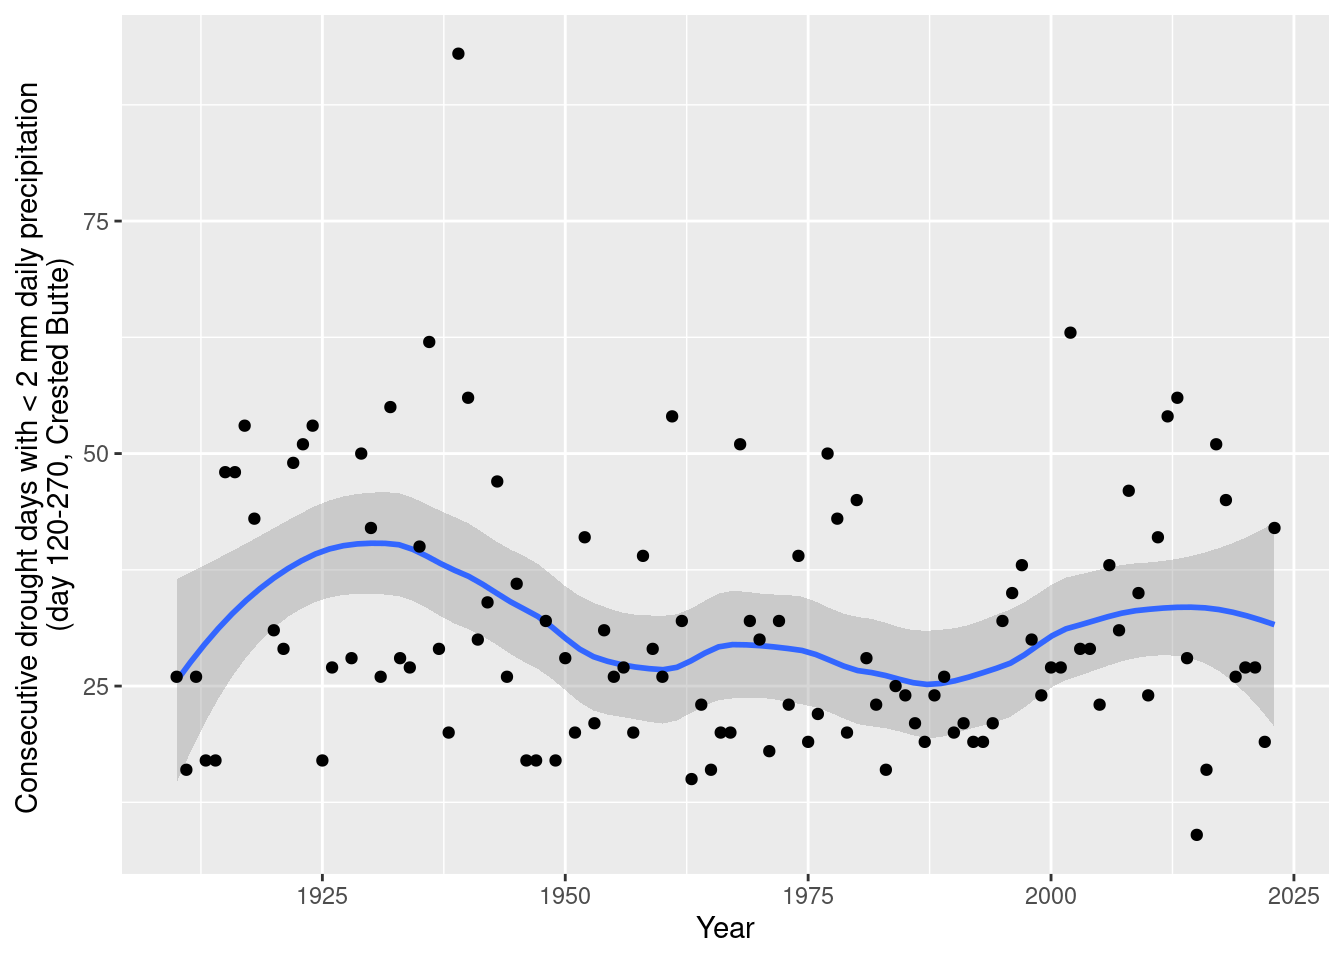 Consecutive drought days with < 2 mm daily precipitation
(day 120-270, Crested Butte)
75
50
25
1925
1950
1975
2000
2025
Year